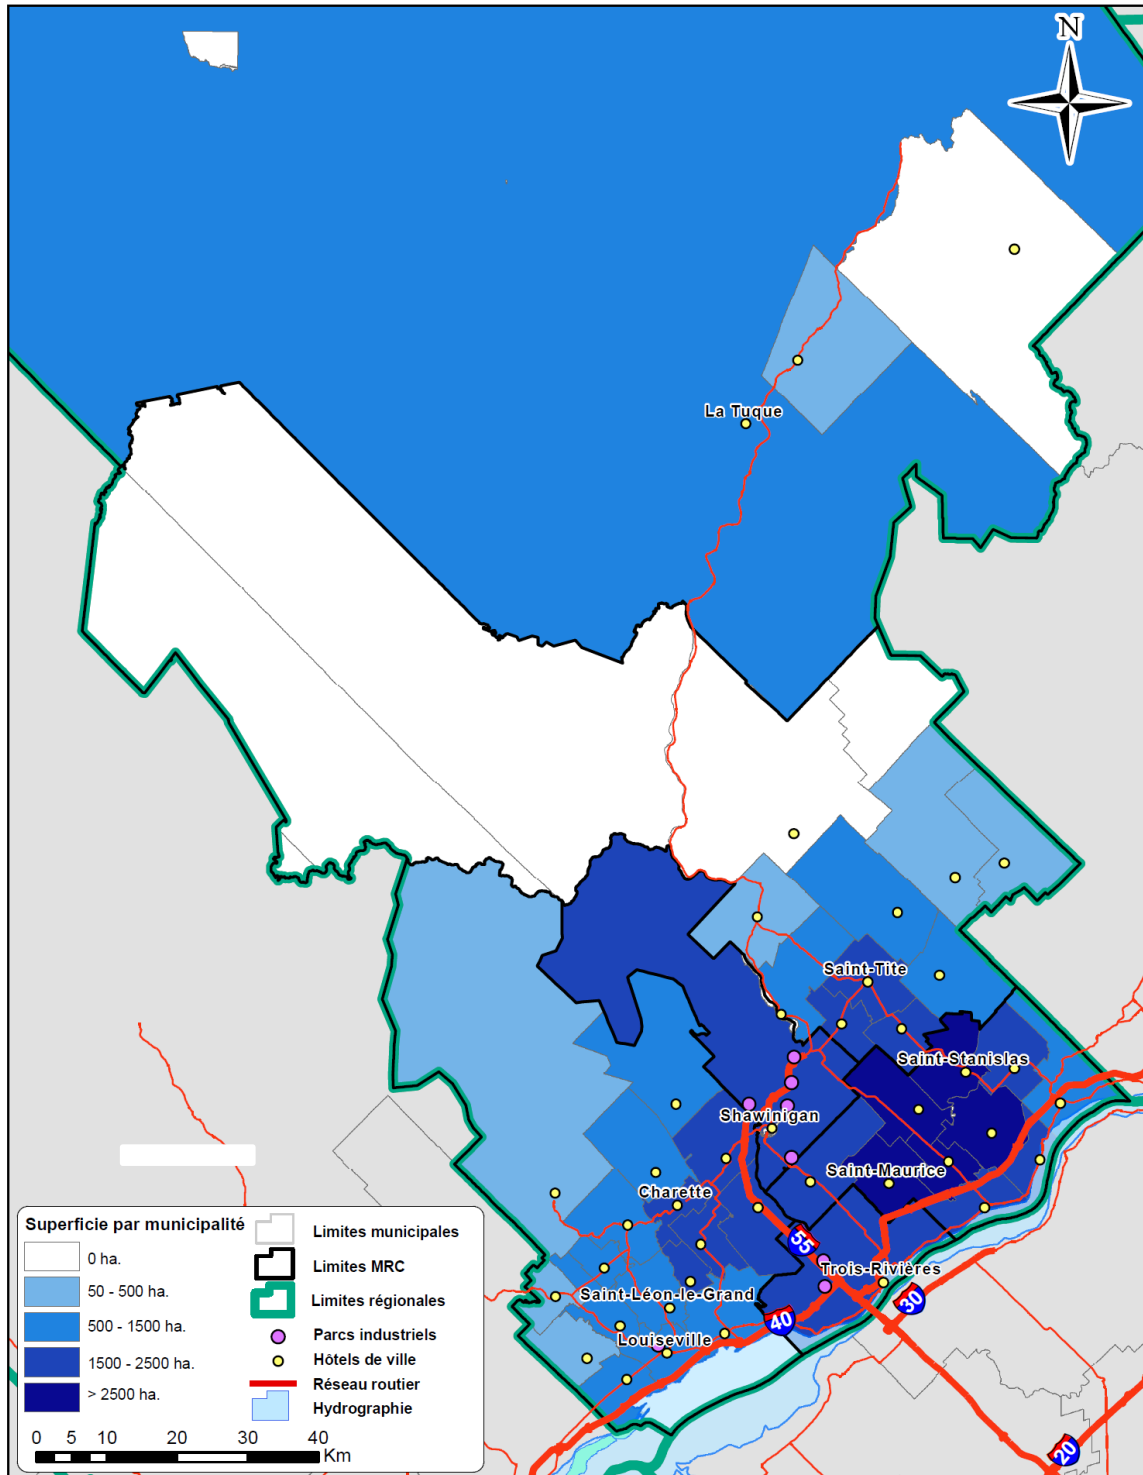 N
La Tuque
Saint-Tite
Saint-Stanislas
Shawinigan
Saint-Maurice
Charette
55
Trois-Rivières
Saint-Léon-le-Grand
30
40
Louiseville
20
Superficie par municipalité
0 ha.
50 - 500 ha.
500 - 1500 ha.
1500 - 2500 ha.
> 2500 ha.
Limites municipales
Limites MRC
Limites régionales
Parcs industriels
Hôtels de ville
Réseau routier
Hydrographie
0 5 10 20 30 40
Km